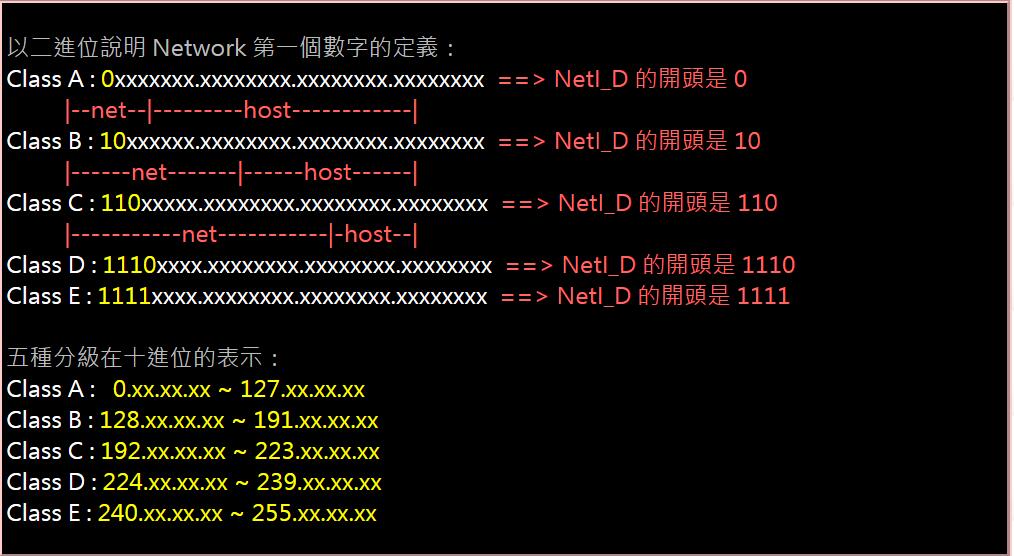 以二進位說明 Network 第一個數字的定義：
Class A : 0xxxxxxx.xxxxxxxx.xxxxxxxx.xxxxxxxx ==> NetI_D 的開頭是 0
|--net--|---------host------------|
Class B : 10xxxxxx.xxxxxxxx.xxxxxxxx.xxxxxxxx ==> NetI_D 的開頭是 10
|------net-------|------host------|
Class C : 110xxxxx.xxxxxxxx.xxxxxxxx.xxxxxxxx ==> NetI_D 的開頭是 110
|-----------net-----------|-host--|
Class D : 1110xxxx.xxxxxxxx.xxxxxxxx.xxxxxxxx ==> NetI_D 的開頭是 1110
Class E : 1111xxxx.xxxxxxxx.xxxxxxxx.xxxxxxxx ==> NetI_D 的開頭是 1111
五種分級在十進位的表示：
Class A : 0.xx.xx.xx ~ 127.xx.xx.xx
Class B : 128.xx.xx.xx ~ 191.xx.xx.xx
Class C : 192.xx.xx.xx ~ 223.xx.xx.xx
Class D : 224.xx.xx.xx ~ 239.xx.xx.xx
Class E : 240.xx.xx.xx ~ 255.xx.xx.xx